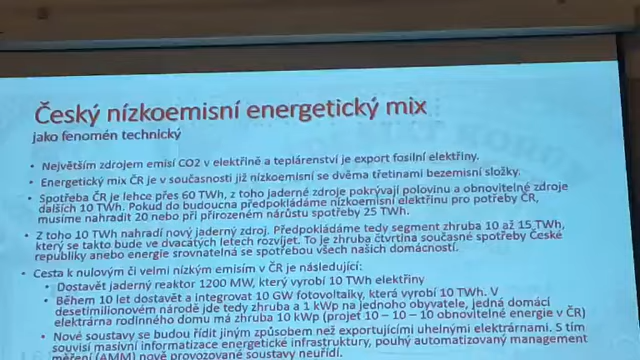 Český nízkoemisní energetický mix
jako fenomén technický
• Největším zdrojem emisí CO2 v elektřině a teplárenství je export fosilní elektřiny.
• Energetický mix ČR je v současnosti již nízkoemisní se dvěma třetinami bezemisní složky.
• Spotřeba ČR je lehce přes 60 TWh, z toho jaderné zdroje pokrývají polovinu a obnovitelné zdroje
dalších 10 TWh. Pokud do budoucna předpokládáme nízkoemisní elektřinu pro potřeby ČR,
musíme nahradit 20 nebo při přirozeném nárůstu spotřeby 25 TWh.
• Z toho 10 TWh nahradí nový jaderný zdroj. Předpokládáme tedy segment zhruba 10 až 15 TWh,
který se takto bude ve dvacátých letech rozvíjet. To je zhruba čtvrtina současné spotřeby České
republiky anebo energie srovnatelná se spotřebou všech našich domácností.
• Cesta k nulovým či velmi nízkým emisím v ČR je následující:
• Dostavět jaderný reaktor 1200 MW, který vyrobí 10 TWh elektřiny
• Během 10 let dostavět a integrovat 10 GW fotovoltaiky, která vyrobí 10 TWh. V
desetimilionovém národě jde tedy zhruba a 1 kWp na jednoho obyvatele, jedna domácí
elektrárna rodinného domu má zhruba 10 kWp (projet 10 – 10 – 10 obnovitelné energie v ČR)
• Nové soustavy se budou řídit jiným způsobem než exportujícími uhelnými elektrárnami. S tím
souvisí masivní informatizace energetické infrastruktury, pouhý automatizovaný management
měření (AMM) nově provozované soustavy neuřídí.